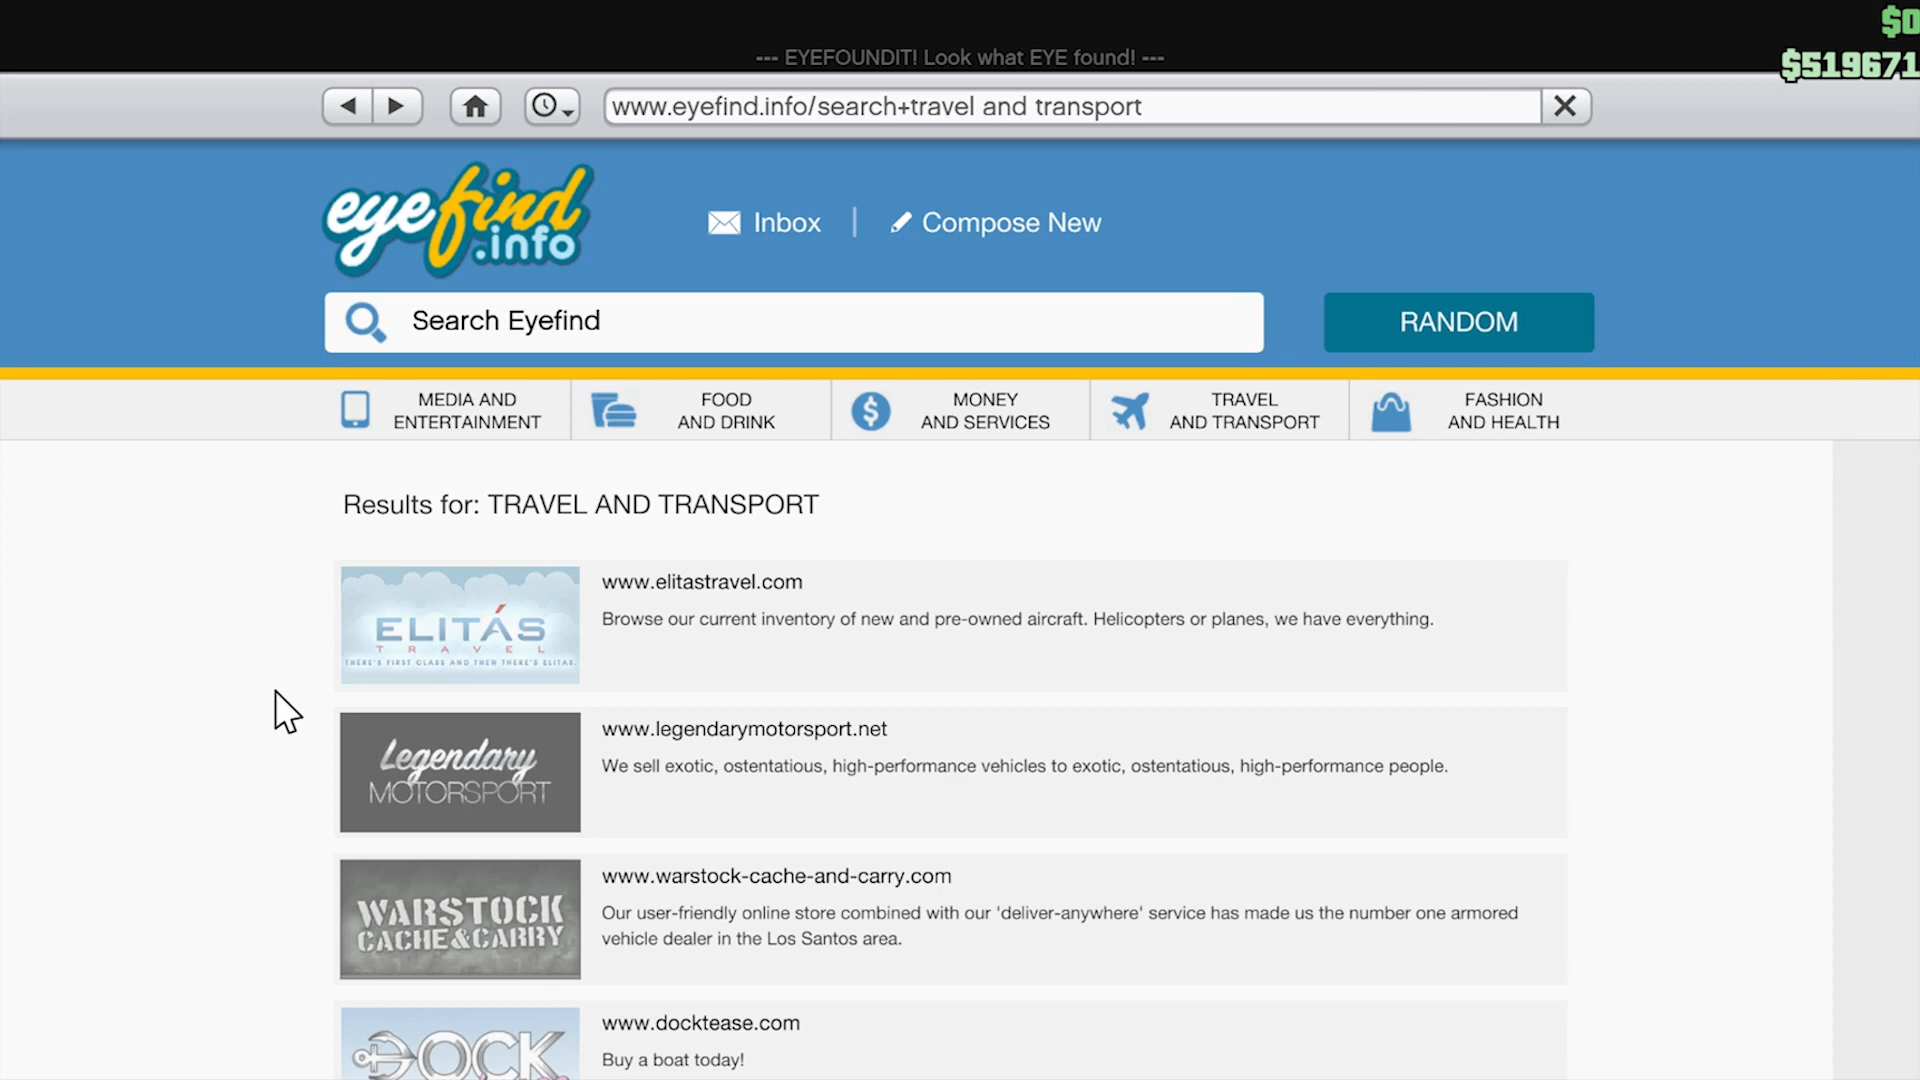 $0
--- EYEFOUNDIT! Look what EYE found! ---
$519671
www.eyefind.info/search+travel and transport
eyefind
.info
Inbox
Compose New
Search Eyefind
RANDOM
MEDIA AND
ENTERTAINMENT
FOOD
AND DRINK
MONEY
AND SERVICES
TRAVEL
AND TRANSPORT
FASHION
AND HEALTH
Results for: TRAVEL AND TRANSPORT
ELITÁS
TRAVEL
THERE'S FIRST CLASS AND THEN THERE'S ELITAS.
www.elitastravel.com
Browse our current inventory of new and pre-owned aircraft. Helicopters or planes, we have everything.
Legendary
MOTORSPORT
www.legendarymotorsport.net
We sell exotic, ostentatious, high-performance vehicles to exotic, ostentatious, high-performance people.
WARSTOCK
CACHE&CARRY
www.warstock-cache-and-carry.com
Our user-friendly online store combined with our 'deliver-anywhere' service has made us the number one armored
vehicle dealer in the Los Santos area.
DOCK
www.docktease.com
Buy a boat today!